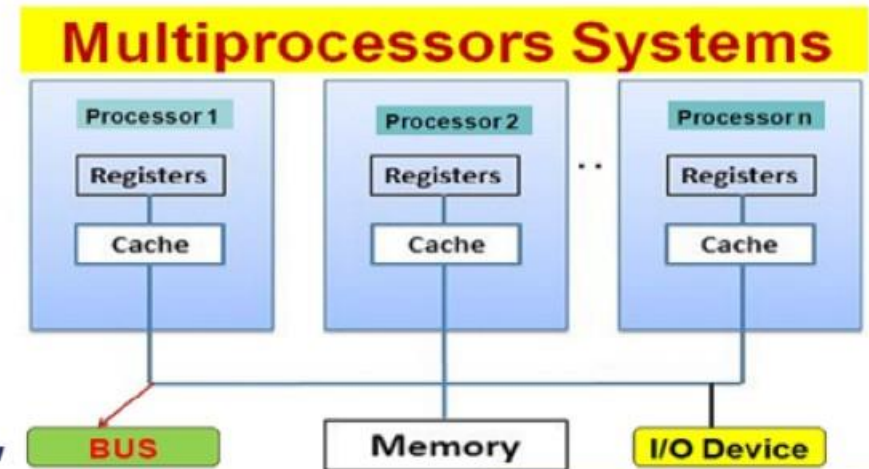 Multiprocessors Systems
Processor 1
Processor 2
Processor n
Registers
Registers
. .
Registers
Cache
Cache
Cache
BUS
Memory
I/O Device